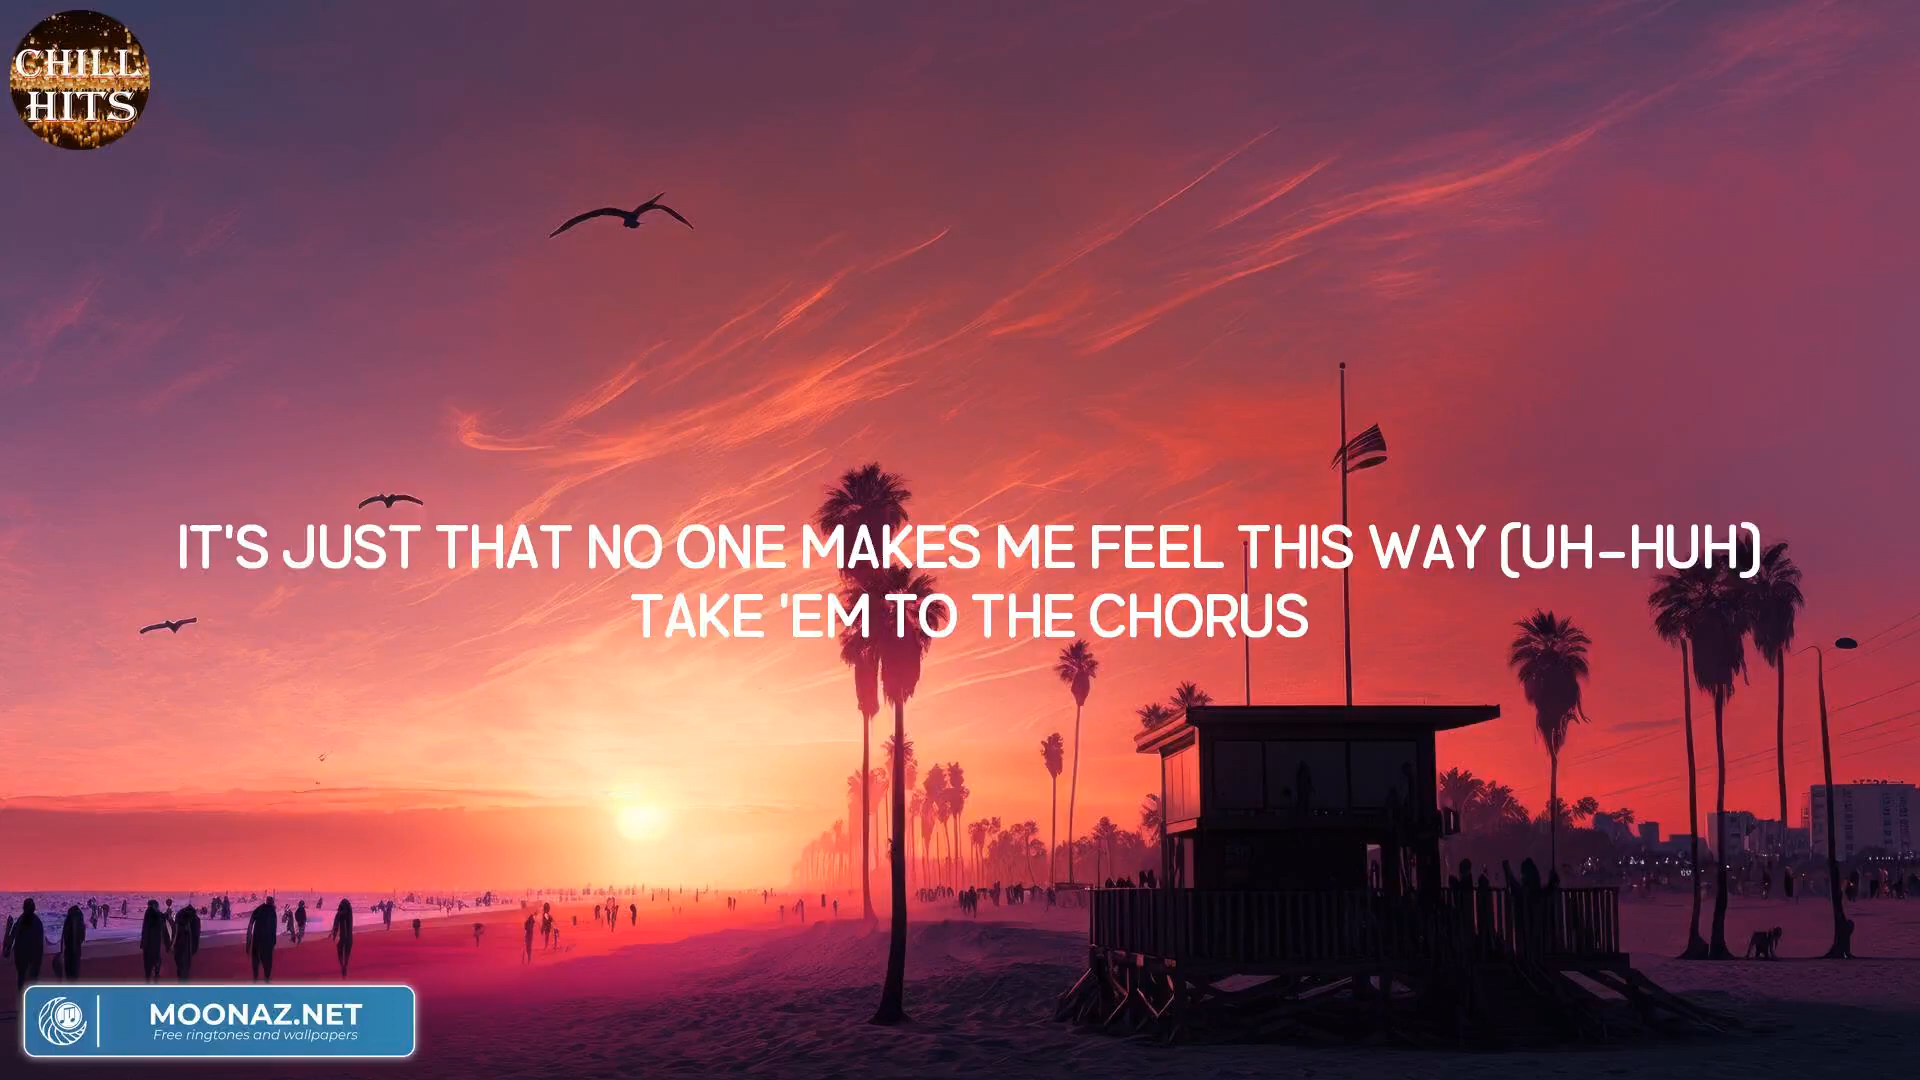 CHILL
HITS
IT'S JUST THAT NO ONE MAKES ME FEEL THIS WAY (UH-HUH)
TAKE 'EM TO THE CHORUS
MOONAZ.NET
Free ringtones and wallpapers